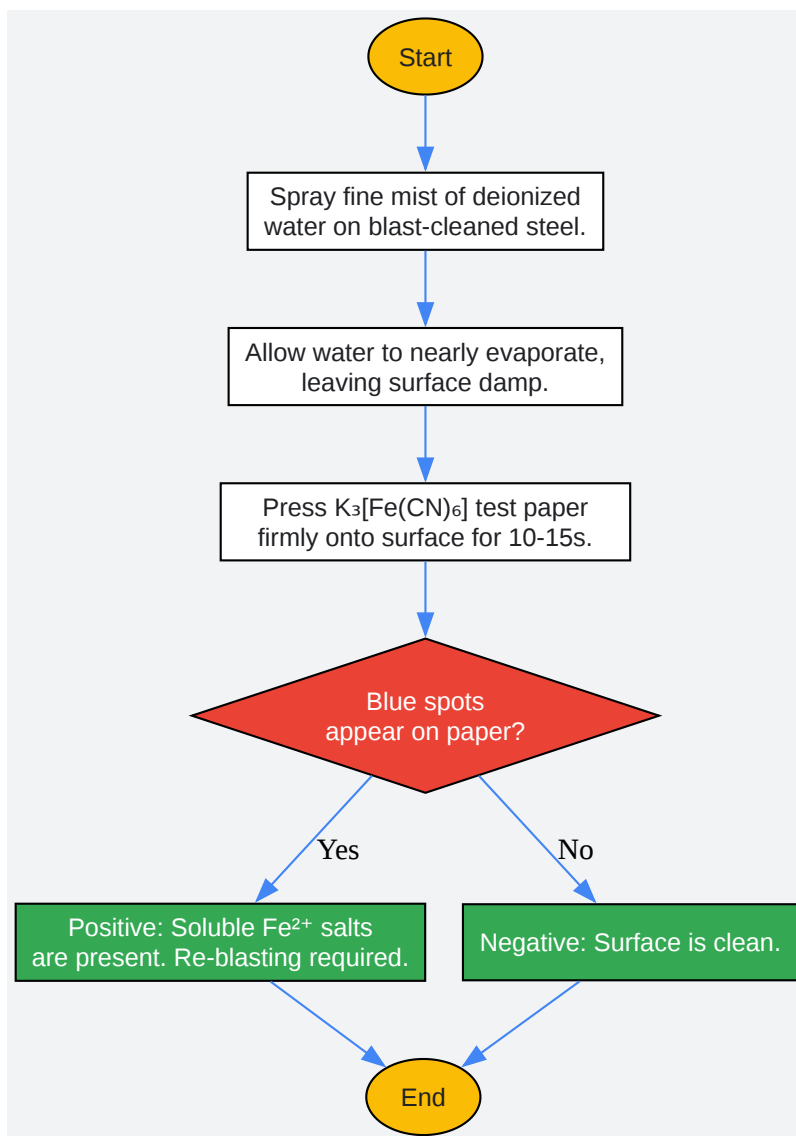 Start
Spray fine mist of deionized
water on blast-cleaned steel.
Allow water to nearly evaporate,
leaving surface damp.
Press K₃[Fe(CN)₆] test paper
firmly onto surface for 10-15s.
Blue spots
appear on paper?
Yes
No
Positive: Soluble Fe²⁺ salts
are present. Re-blasting required.
Negative: Surface is clean.
End